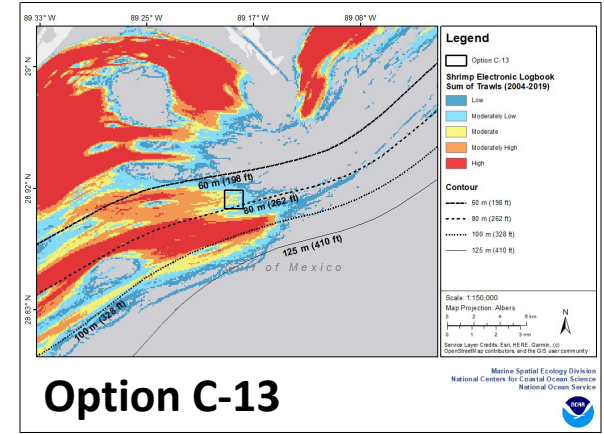 89.33° W
89.25° W
89.17° W
89.08° W
29° N
28.92° N
28.83° N
60 m (198 ft)
80 m (262 ft)
125 m (410 ft)
Gulf of Mexico
100 m (328 ft)
Legend
Option C-13
Shrimp Electronic Logbook
Sum of Trawls (2004-2019)
Low
Moderately Low
Moderate
Moderately High
High
Contour
60 m (198 ft)
80 m (262 ft)
100 m (328 ft)
125 m (410 ft)
Scale: 1:150,000
Map Projection: Albers
0 2 4 6 km
0 1 2 3 nm
N
Service Layer Credits: Esri, HERE, Garmin, (c)
OpenStreetMap contributors, and the GIS user community
Option C-13
Marine Spatial Ecology Division
National Centers for Coastal Ocean Science
National Ocean Service
NOAA